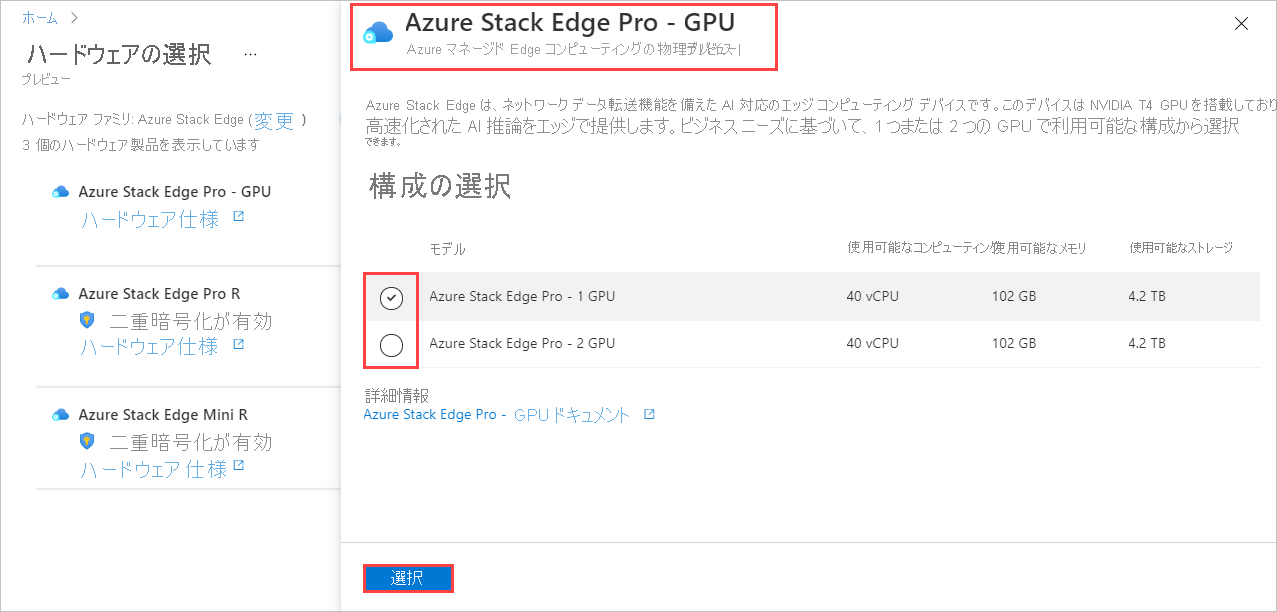 ホーム >
ハードウェアの選択 …
プレビュー
ハードウェア ファミリ: Azure Stack Edge (変更 )
3 個のハードウェア製品を表示しています
Azure Stack Edge Pro - GPU
ハードウェア仕様
Azure Stack Edge Pro R
二重暗号化が有効
ハードウェア仕様
Azure Stack Edge Mini R
二重暗号化が有効
ハードウェア 仕様
Azure Stack Edge Pro - GPU
Azure マネージド Edge コンピューティングの物理
Azure Stack Edge は、ネットワーク データ転送機能を備えた AI 対応のエッジ コンピューティング デバイスです。このデバイスは NVIDIA T4 GPU を搭載しており
高速化された AI 推論をエッジで提供します。ビジネス ニーズに基づいて、1 つまたは 2 つの GPU で利用可能な構成から選択
できます。
構成の選択
モデル 使用可能なコンピューティング 使用可能なメモリ 使用可能なストレージ
Azure Stack Edge Pro - 1 GPU 40 vCPU 102 GB 4.2 TB
Azure Stack Edge Pro - 2 GPU 40 vCPU 102 GB 4.2 TB
詳細情報
Azure Stack Edge Pro - GPU ドキュメント
選択